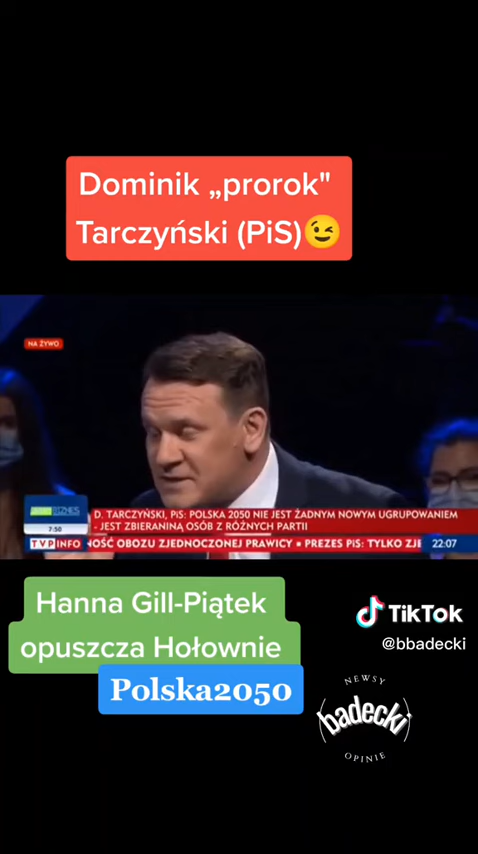 Dominik „prorok"
Tarczyński (PiS)😉
NA ŻYWO
D. TARCZYŃSKI, PiS: POLSKA 2050 NIE JEST ŻADNYM NOWYM UGRUPOWANIEM
- JEST ZBIERANINĄ OSÓB Z RÓŻNYCH PARTII
7:50
TVP INFO NOŚĆ OBOZU ZJEDNOCZONEJ PRAWICY ▪ PREZES PiS: TYLKO ZJE 22:07
Hanna Gill-Piątek
opuszcza Hołownie
Polska2050
TikTok
@bbadecki
NEWSY
badecki
OPINIE